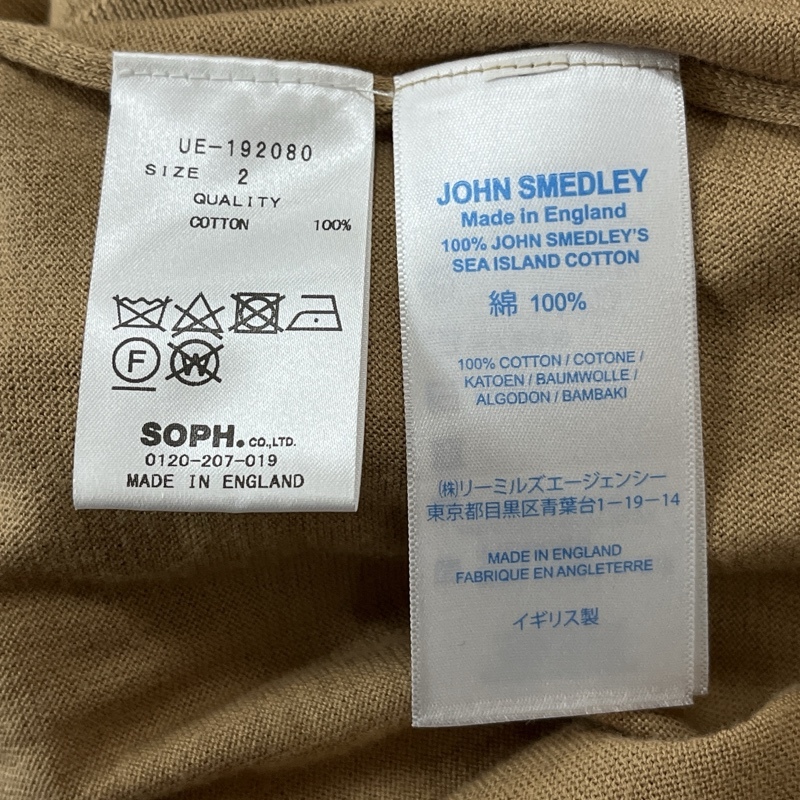 UE-192080
SIZE 2
QUALITY
COTTON 100%
F
W
SOPH. CO.,LTD.
0120-207-019
MADE IN ENGLAND
JOHN SMEDLEY
Made in England
100% JOHN SMEDLEY'S
SEA ISLAND COTTON
綿 100%
100% COTTON / COTONE /
KATOEN / BAUMWOLLE /
ALGODON / BAMBAKI
㈱リーミルズエージェンシー
東京都目黒区青葉台1-19-14
MADE IN ENGLAND
FABRIQUE EN ANGLETERRE
イギリス製